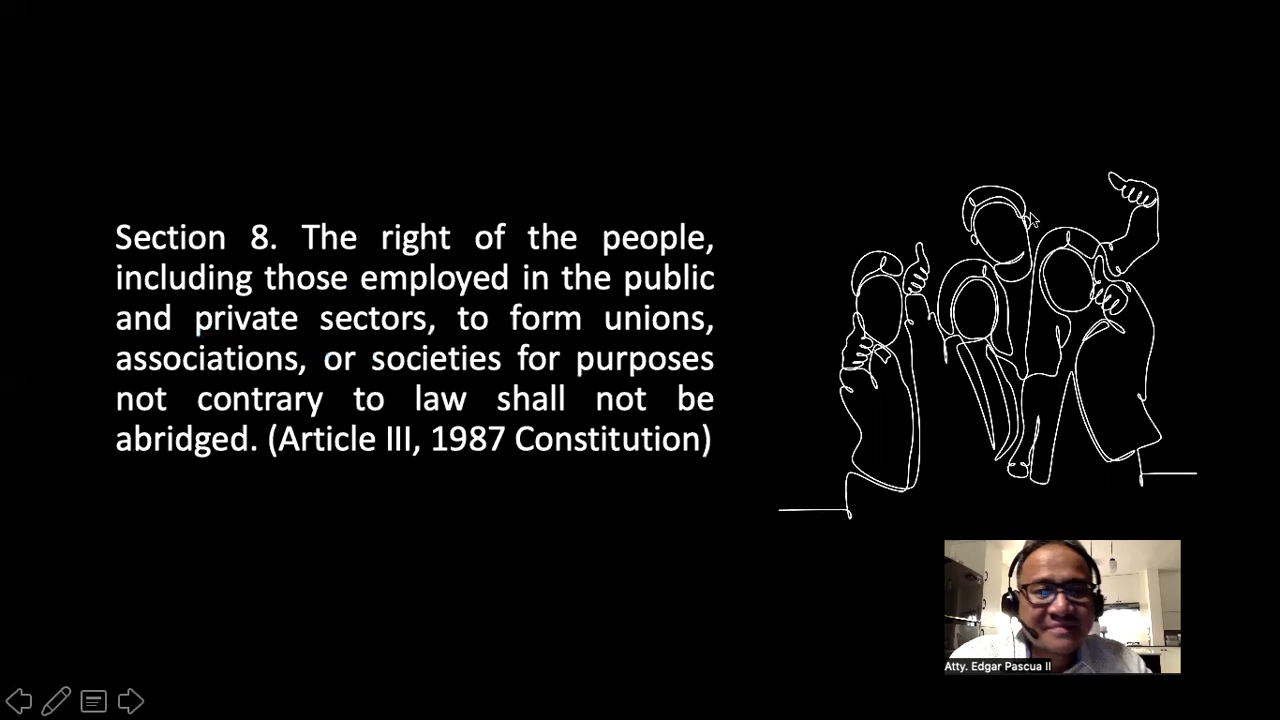 Section 8. The right of the people,
including those employed in the public
and private sectors, to form unions,
associations, or societies for purposes
not contrary to law shall not be
abridged. (Article III, 1987 Constitution)
Atty. Edgar Pascua II